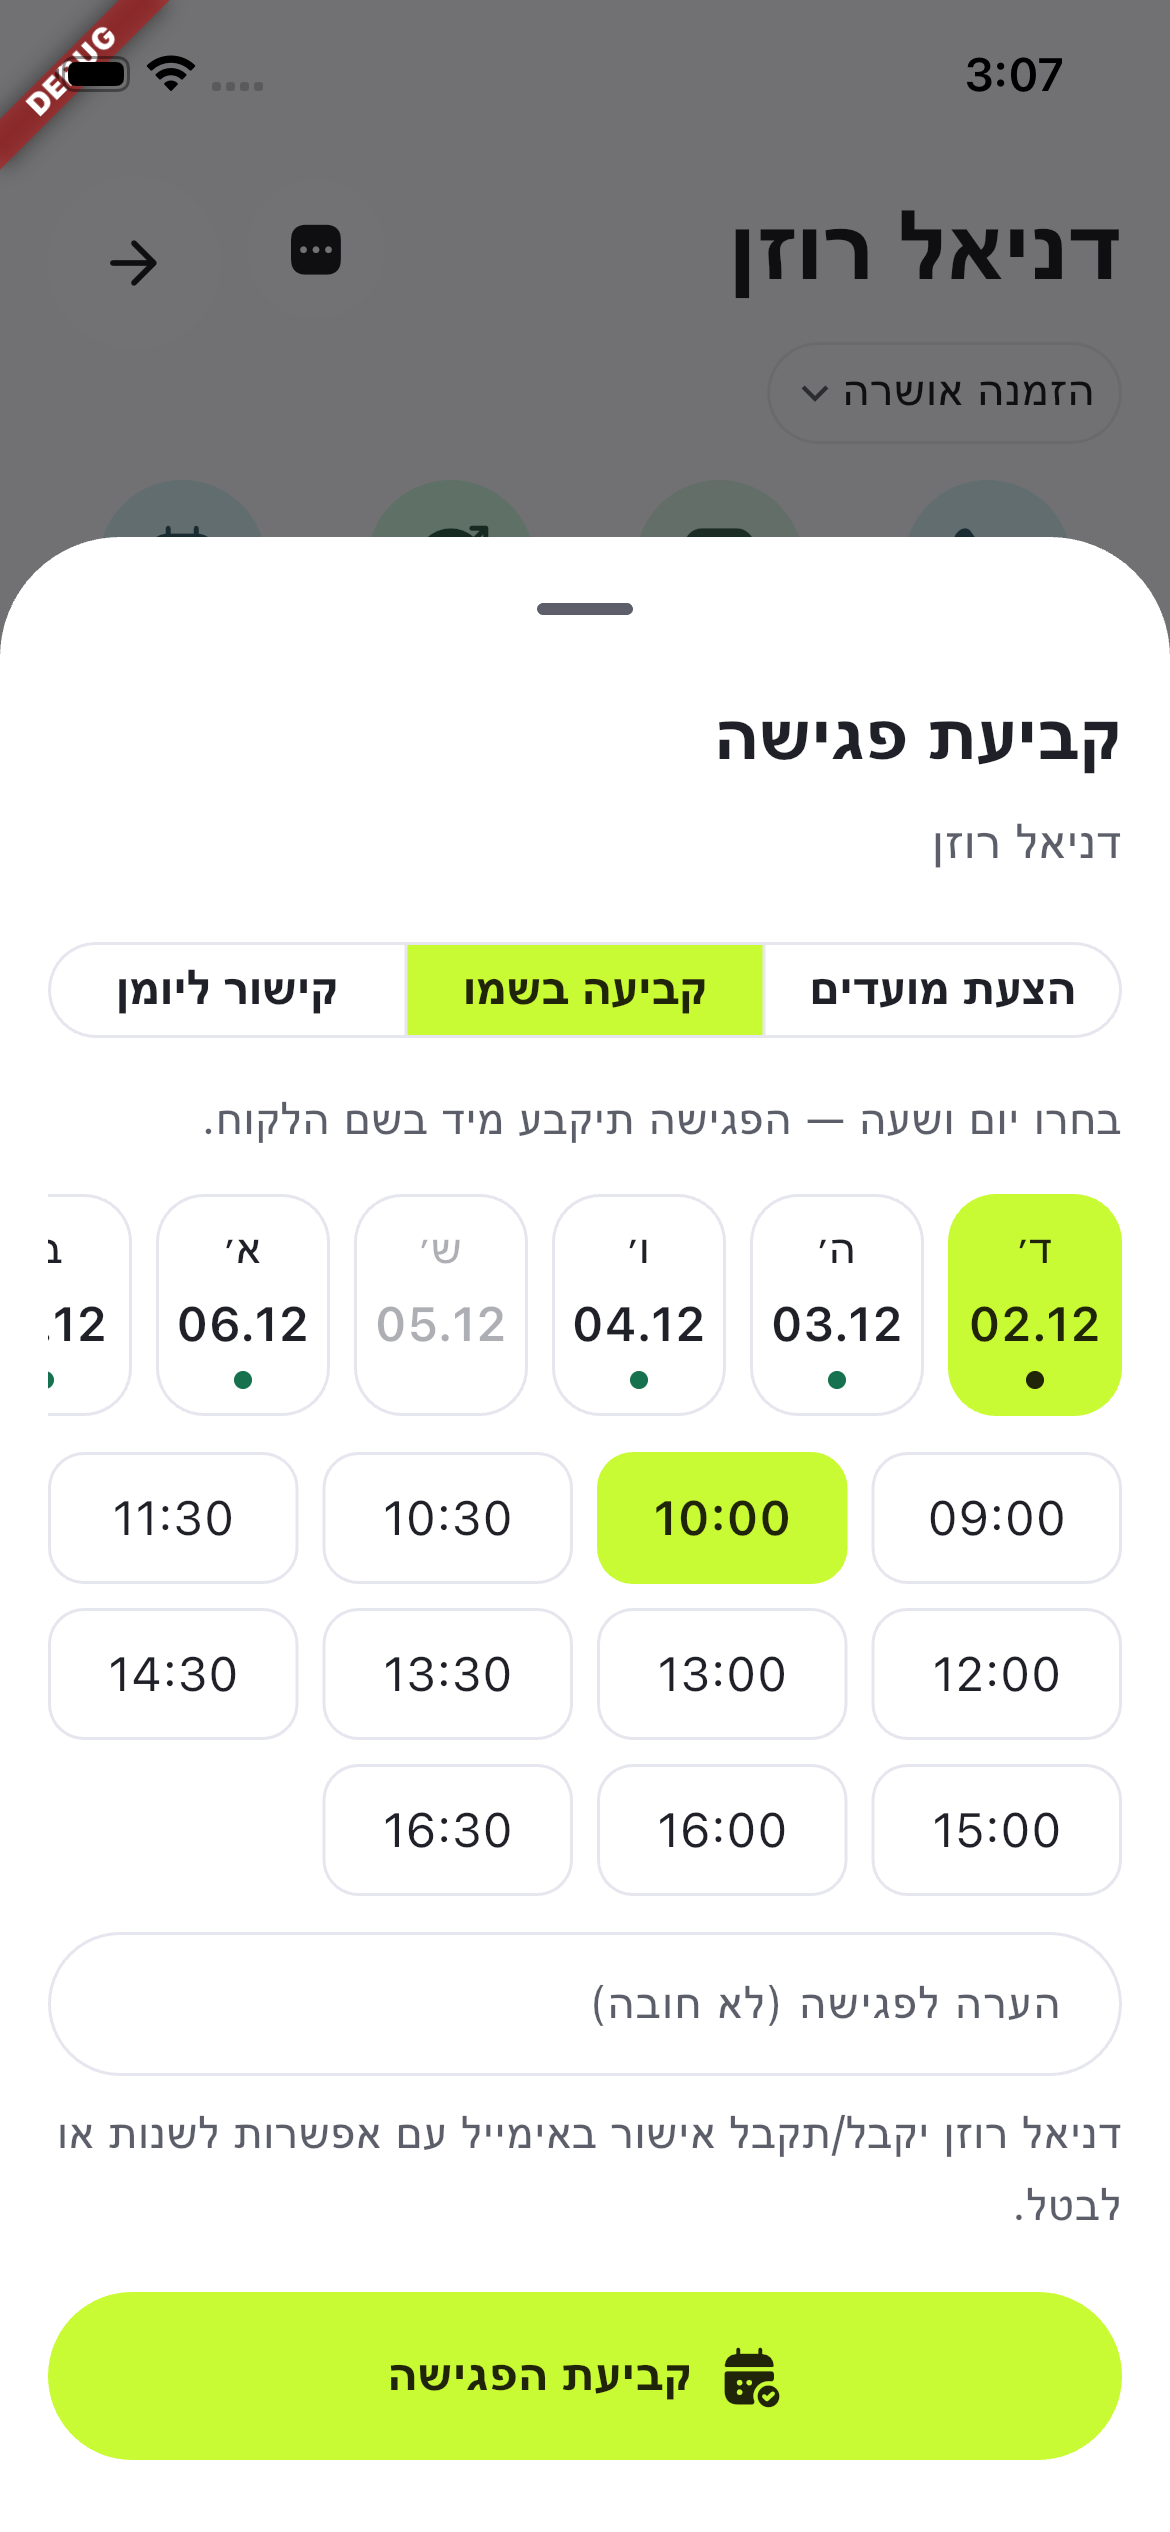 DEBUG
3:07
דניאל רוזן
הזמנה אושרה
קביעת פגישה
דניאל רוזן
הצעת מועדים
קביעה בשמו
קישור ליומן
בחרו יום ושעה — הפגישה תיקבע מיד בשם הלקוח.
ד׳ ה׳ ו׳ ש׳ א׳ ב
02.12 03.12 04.12 05.12 06.12 .12
09:00 10:00 10:30 11:30
12:00 13:00 13:30 14:30
15:00 16:00 16:30
הערה לפגישה (לא חובה)
דניאל רוזן יקבל/תקבל אישור באימייל עם אפשרות לשנות או
לבטל.
קביעת הפגישה